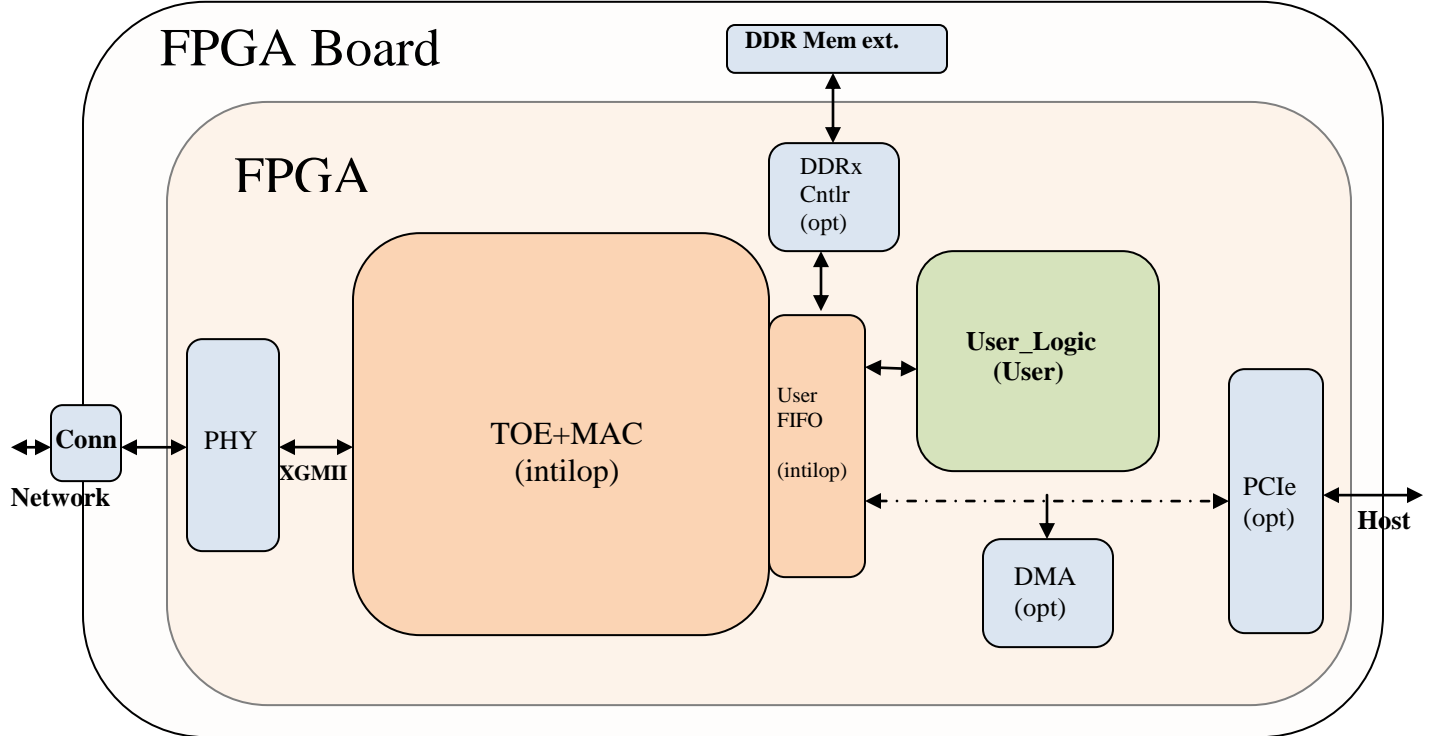 FPGA Board
DDR Mem ext.
FPGA
DDRx
Cntlr
(opt)
User_Logic
(User)
User
FIFO
(intilop)
TOE+MAC
(intilop)
Conn
PHY
XGMII
Network
PCIe
(opt)
Host
DMA
(opt)